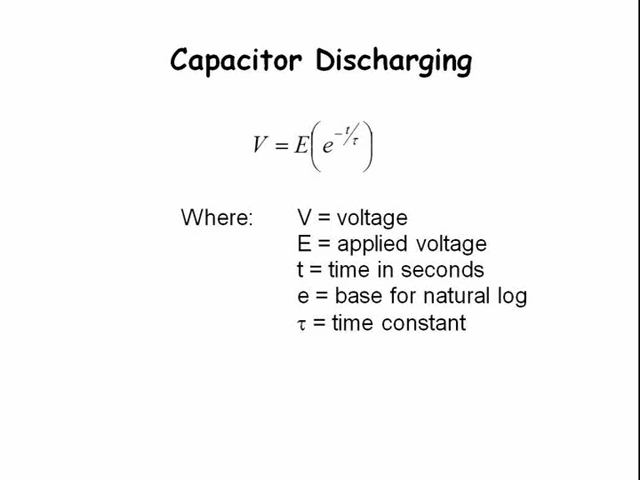 Capacitor Discharging
V = E(e^{-t/τ})
Where: V = voltage
E = applied voltage
t = time in seconds
e = base for natural log
τ = time constant